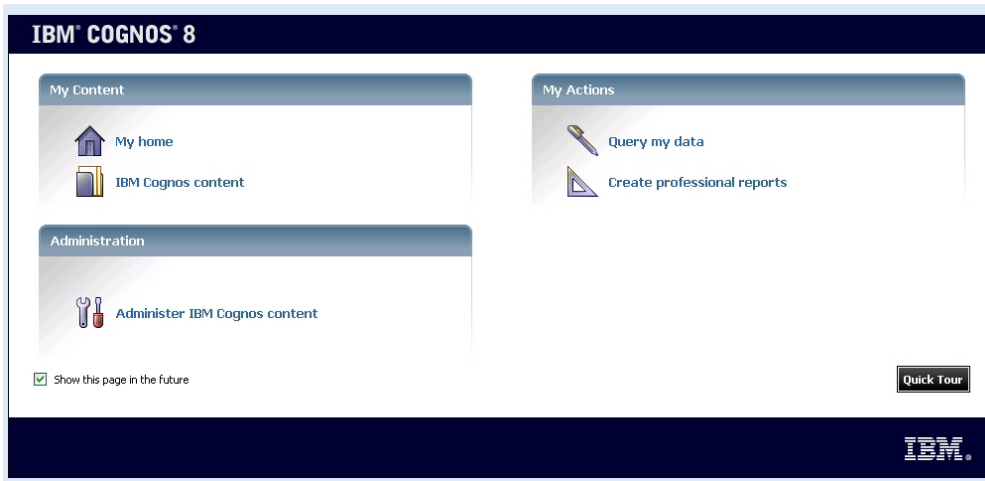 IBM® COGNOS® 8
My Content
My home
IBM Cognos content
My Actions
Query my data
Create professional reports
Administration
Administer IBM Cognos content
Show this page in the future
Quick Tour
IBM®